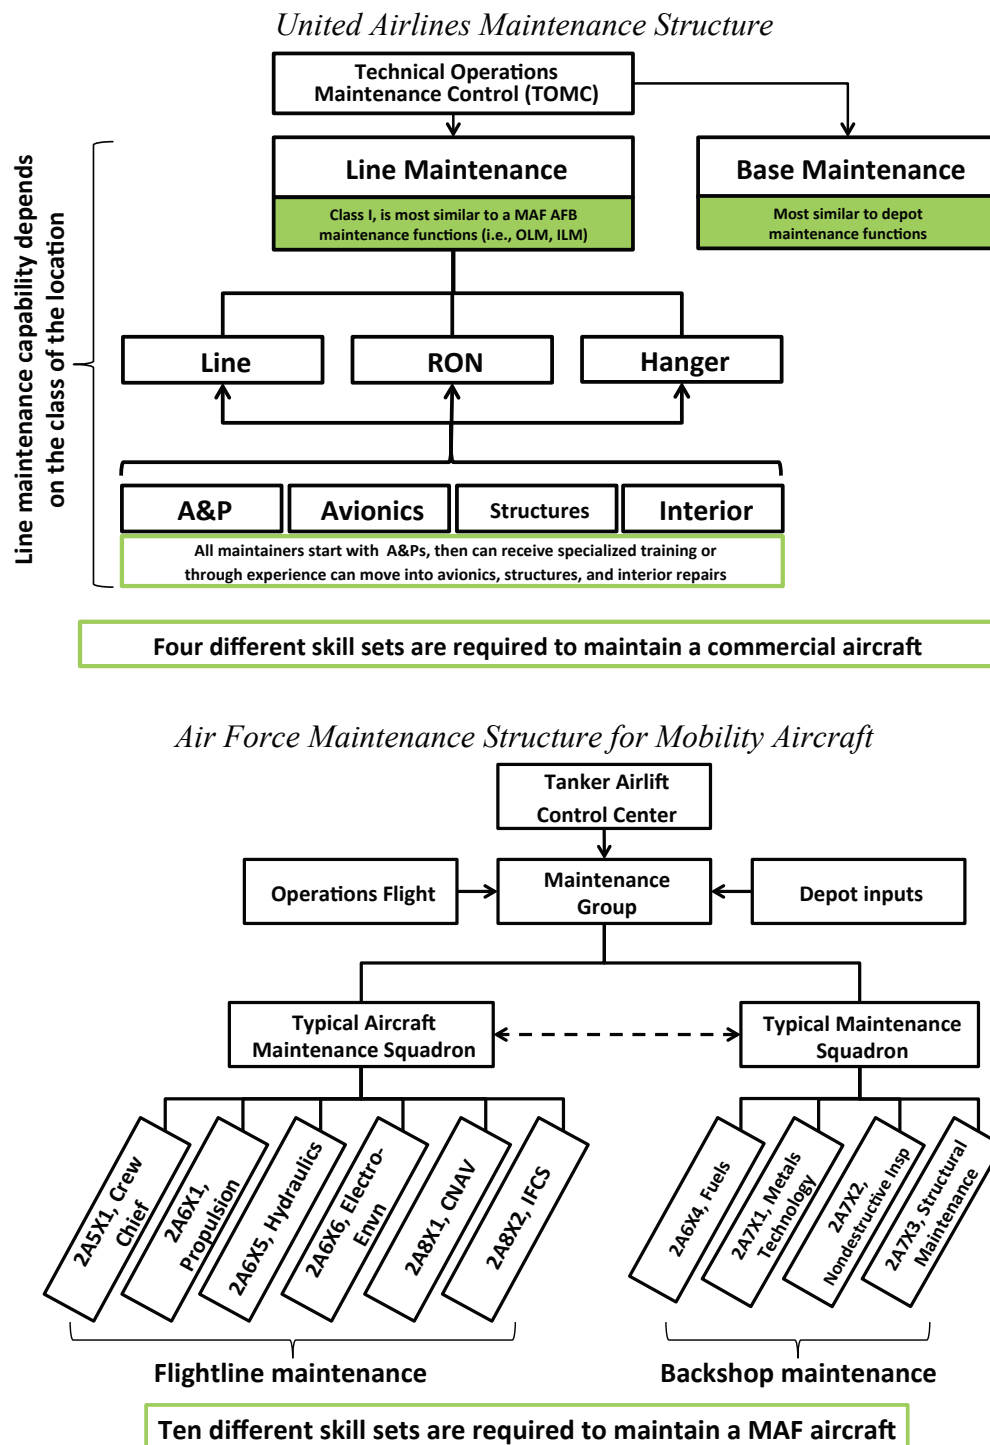 United Airlines Maintenance Structure
Technical Operations
Maintenance Control (TOMC)
Line Maintenance
Class I, is most similar to a MAF AFB
maintenance functions (i.e., OLM, ILM)
Base Maintenance
Most similar to depot
maintenance functions
Line maintenance capability depends
on the class of the location
Line
RON
Hanger
A&P
Avionics
Structures
Interior
All maintainers start with A&Ps, then can receive specialized training or
through experience can move into avionics, structures, and interior repairs
Four different skill sets are required to maintain a commercial aircraft
Air Force Maintenance Structure for Mobility Aircraft
Tanker Airlift
Control Center
Operations Flight
Maintenance
Group
Depot inputs
Typical Aircraft
Maintenance Squadron
Typical Maintenance
Squadron
2A5X1, Crew
Chief
2A6X1,
Propulsion
2A6X5, Hydraulics
2A6X6, Electro-
Envn
2A8X1, CNAV
2A8X2, IFCS
2A6X4, Fuels
2A7X1, Metals
Technology
2A7X2,
Nondestructive Insp
2A7X3, Structural
Maintenance
Flightline maintenance
Backshop maintenance
Ten different skill sets are required to maintain a MAF aircraft